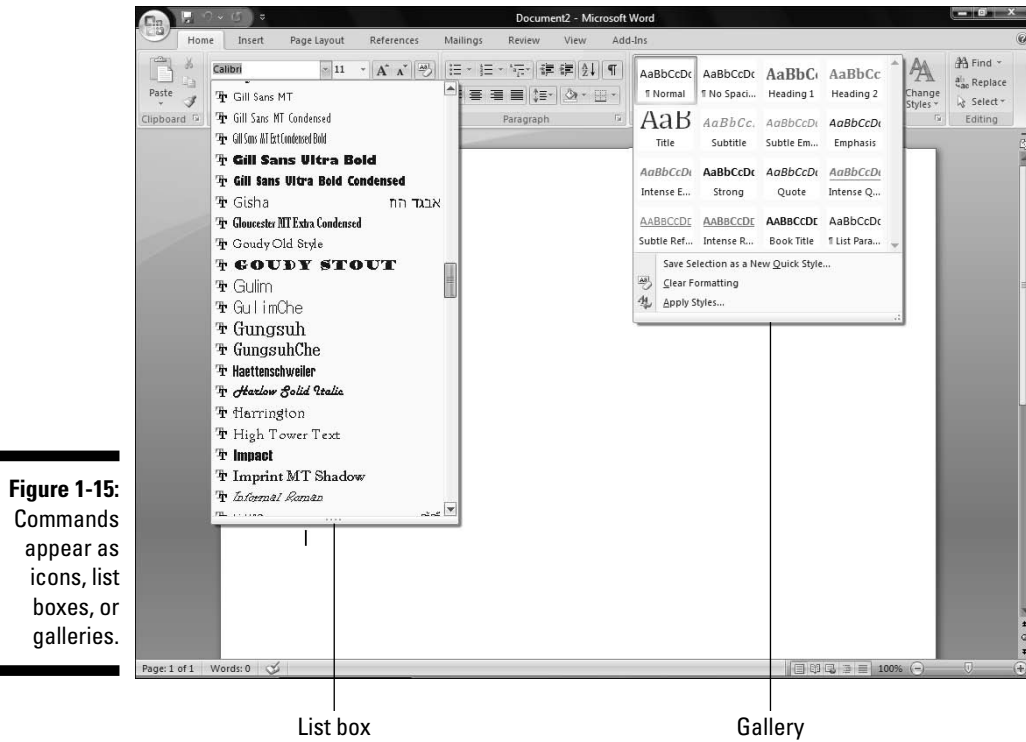 Document2 - Microsoft Word
Home Insert Page Layout References Mailings Review View Add-Ins
Paste
Clipboard
Calibri 11
Gill Sans MT
Gill Sans MT Condensed
Gill Sans MT Ext Condensed Bold
Gill Sans Ultra Bold
Gill Sans Ultra Bold Condensed
Gisha אבגד הח
Gloucester MT Extra Condensed
Goudy Old Style
GOUDY STOUT
Gulim
GulimChe
Gungsuh
GungsuhChe
Haettenschweiler
Harlow Solid Italic
Harrington
High Tower Text
Impact
Imprint MT Shadow
Informal Roman
Paragraph
AaBbCcDc AaBbCcDc AaBbC AaBbCc
¶ Normal ¶ No Spaci... Heading 1 Heading 2
AaB AaBbCc. AaBbCcDc AaBbCcDc
Title Subtitle Subtle Em... Emphasis
AaBbCcDc AaBbCcDc AaBbCcDc AaBbCcDc
Intense E... Strong Quote Intense Q...
AABBCCDC AABBCCDC AABBCCDC AaBbCcDc
Subtle Ref... Intense R... Book Title ¶ List Para...
Save Selection as a New Quick Style...
Clear Formatting
Apply Styles...
Change
Styles
Find
Replace
Select
Editing
Page: 1 of 1 Words: 0
100%
List box
Gallery
Figure 1-15:
Commands
appear as
icons, list
boxes, or
galleries.